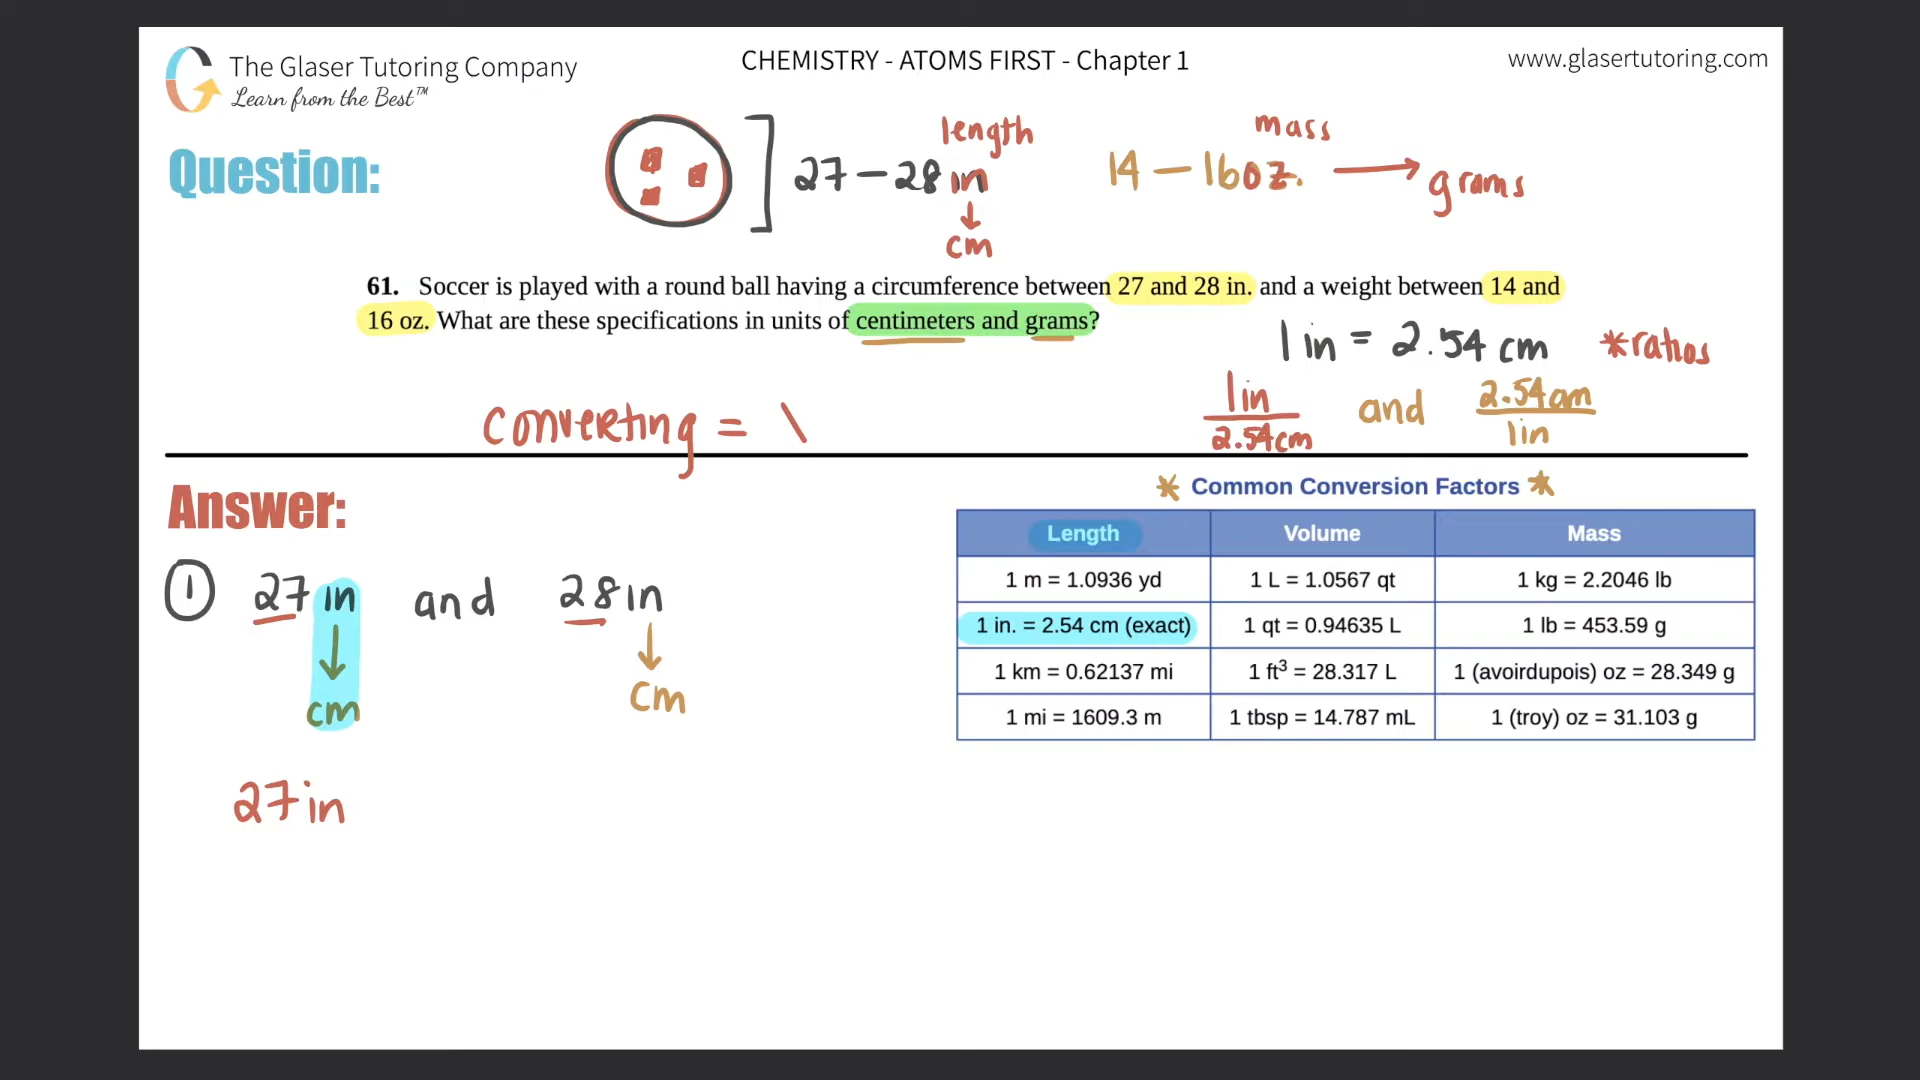 The Glaser Tutoring Company
Learn from the Best™
CHEMISTRY - ATOMS FIRST - Chapter 1
www.glasertutoring.com
Question:
length
27 – 28 in
↓
cm
mass
14 – 16 oz. → grams
61. Soccer is played with a round ball having a circumference between 27 and 28 in. and a weight between 14 and
16 oz. What are these specifications in units of centimeters and grams?
1 in = 2.54 cm *ratios
1in
2.54cm
and
2.54cm
1in
converting = \
Answer:
① 27 in and 28 in
↓ ↓
cm cm
27 in
* Common Conversion Factors *
Length Volume Mass
1 m = 1.0936 yd 1 L = 1.0567 qt 1 kg = 2.2046 lb
1 in. = 2.54 cm (exact) 1 qt = 0.94635 L 1 lb = 453.59 g
1 km = 0.62137 mi 1 ft³ = 28.317 L 1 (avoirdupois) oz = 28.349 g
1 mi = 1609.3 m 1 tbsp = 14.787 mL 1 (troy) oz = 31.103 g